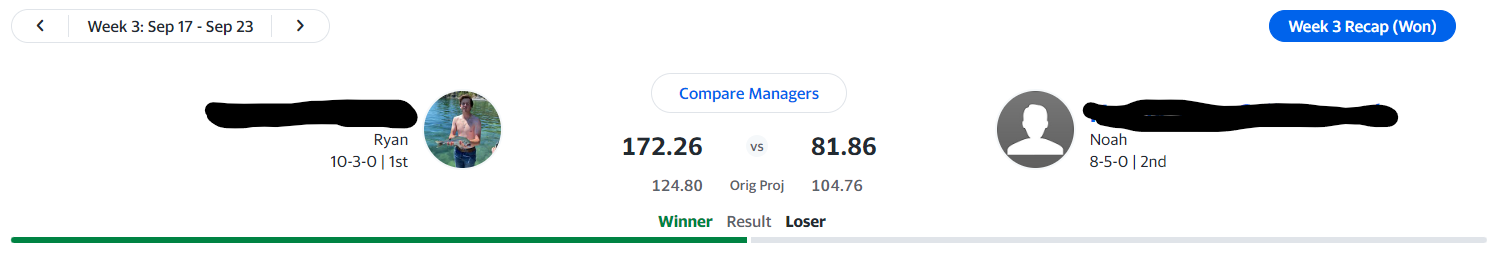 Week 3: Sep 17 - Sep 23
Week 3 Recap (Won)
Compare Managers
Ryan
10-3-0 | 1st
172.26 vs 81.86
Noah
8-5-0 | 2nd
124.80 Orig Proj 104.76
Winner Result Loser